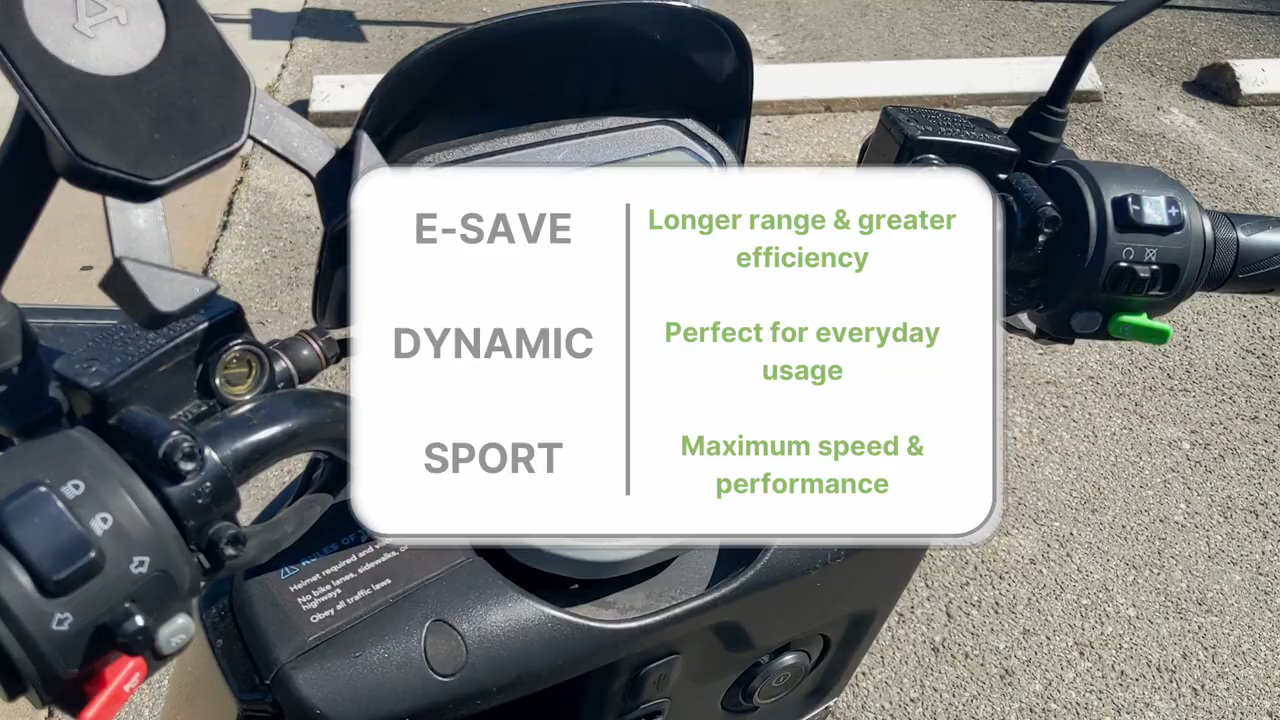 E-SAVE
Longer range & greater
efficiency
DYNAMIC
Perfect for everyday
usage
SPORT
Maximum speed &
performance
RULES OF
Helmet required and
No bike lanes, sidewalks, or
highways
Obey all traffic laws